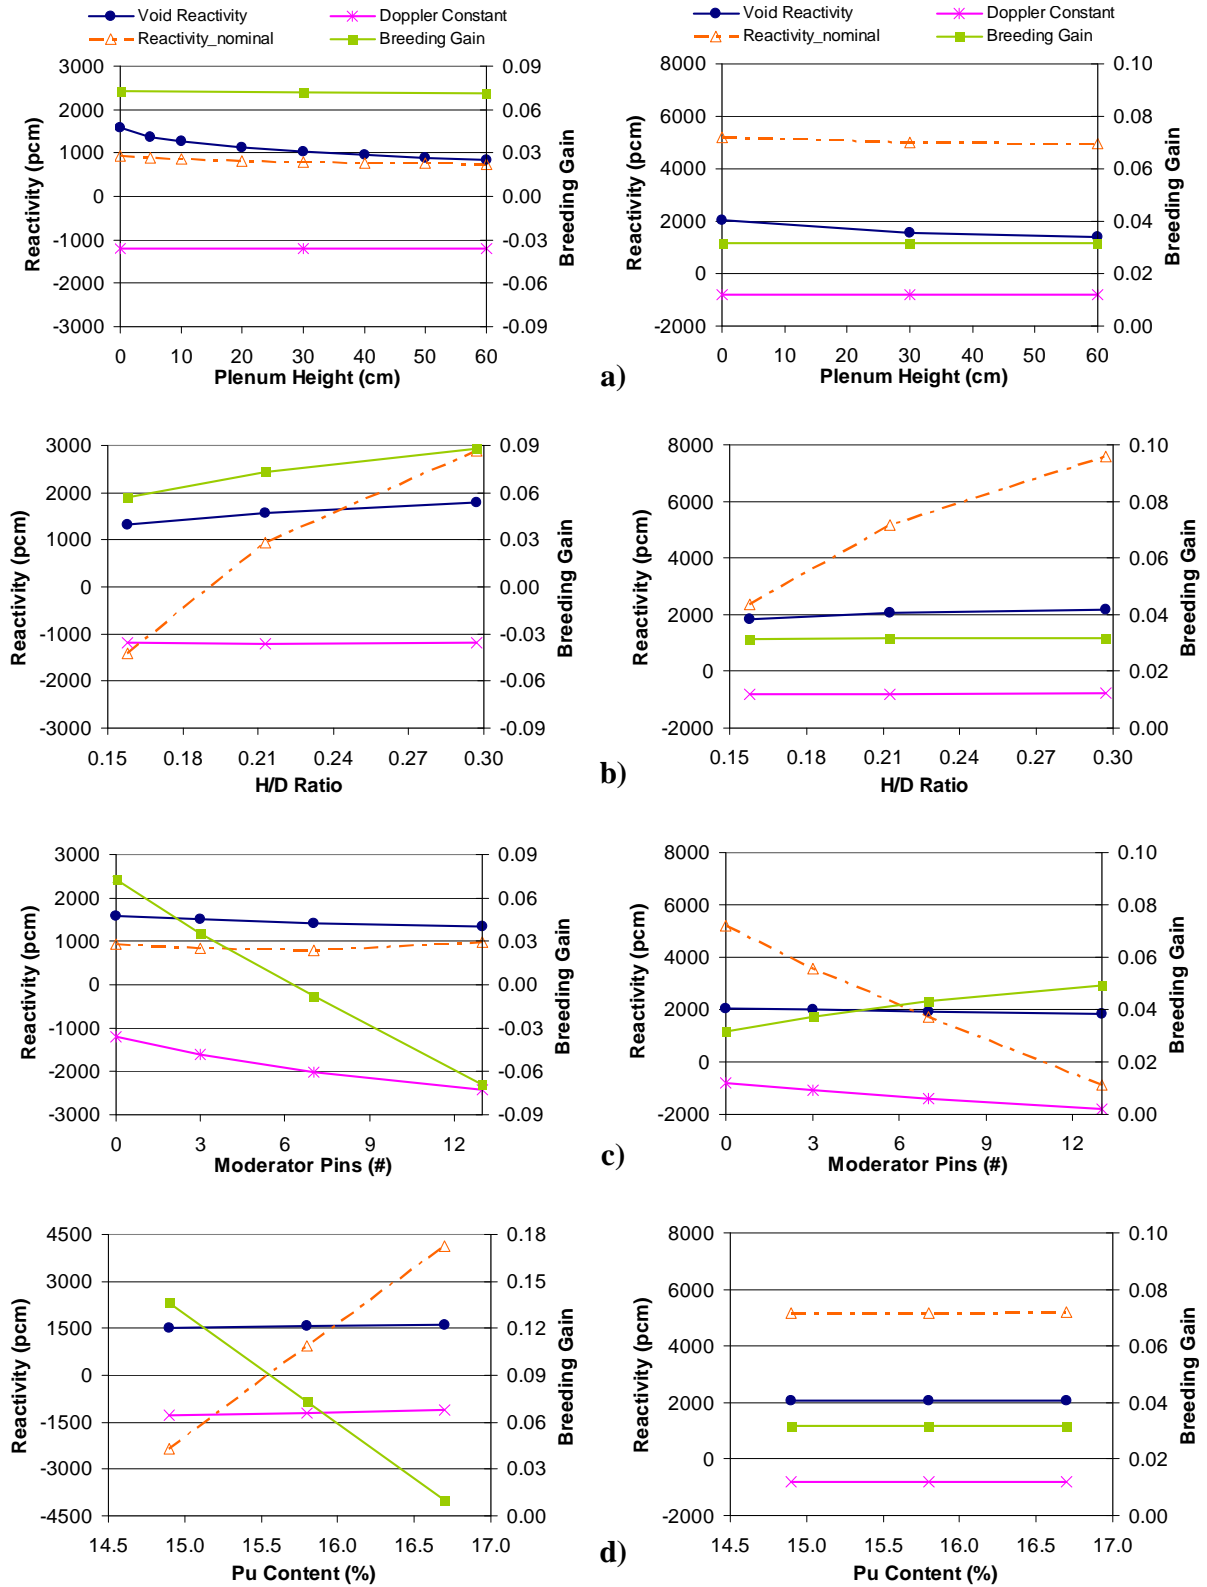 Void Reactivity Doppler Constant
Reactivity_nominal Breeding Gain
3000 2000 1000 0 -1000 -2000 -3000
Reactivity (pcm)
0.09 0.06 0.03 0.00 -0.03 -0.06 -0.09
Breeding Gain
0 10 20 30 40 50 60
Plenum Height (cm)
Void Reactivity Doppler Constant
Reactivity_nominal Breeding Gain
8000 6000 4000 2000 0 -2000
Reactivity (pcm)
0.10 0.08 0.06 0.04 0.02 0.00
Breeding Gain
0 10 20 30 40 50 60
Plenum Height (cm)
a)
3000 2000 1000 0 -1000 -2000 -3000
Reactivity (pcm)
0.09 0.06 0.03 0.00 -0.03 -0.06 -0.09
Breeding Gain
0.15 0.18 0.21 0.24 0.27 0.30
H/D Ratio
8000 6000 4000 2000 0 -2000
Reactivity (pcm)
0.10 0.08 0.06 0.04 0.02 0.00
Breeding Gain
0.15 0.18 0.21 0.24 0.27 0.30
H/D Ratio
b)
3000 2000 1000 0 -1000 -2000 -3000
Reactivity (pcm)
0.09 0.06 0.03 0.00 -0.03 -0.06 -0.09
Breeding Gain
0 3 6 9 12
Moderator Pins (#)
8000 6000 4000 2000 0 -2000
Reactivity (pcm)
0.10 0.08 0.06 0.04 0.02 0.00
Breeding Gain
0 3 6 9 12
Moderator Pins (#)
c)
4500 3000 1500 0 -1500 -3000 -4500
Reactivity (pcm)
0.18 0.15 0.12 0.09 0.06 0.03 0.00
Breeding Gain
14.5 15.0 15.5 16.0 16.5 17.0
Pu Content (%)
8000 6000 4000 2000 0 -2000
Reactivity (pcm)
0.10 0.08 0.06 0.04 0.02 0.00
Breeding Gain
14.5 15.0 15.5 16.0 16.5 17.0
Pu Content (%)
d)